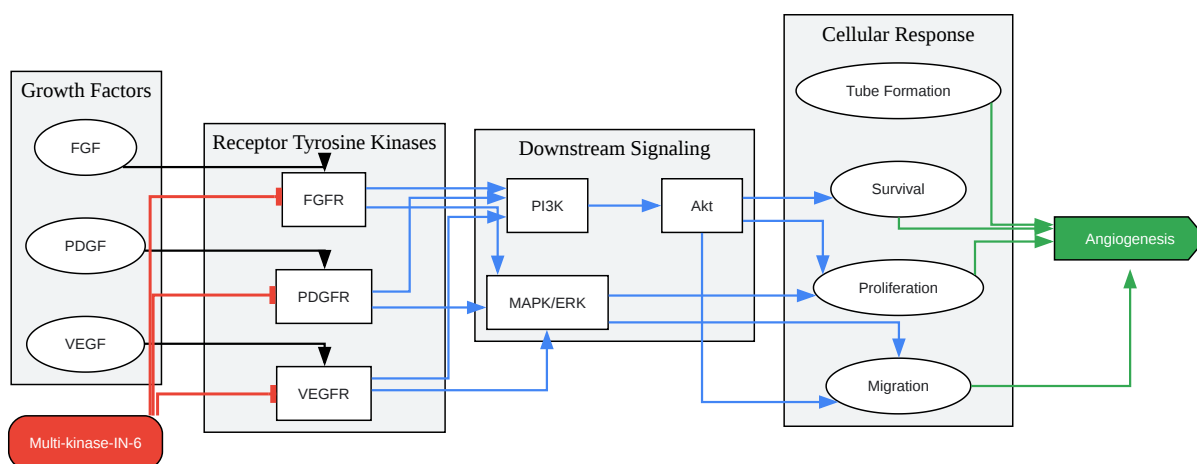 Growth Factors
FGF
PDGF
VEGF
Multi-kinase-IN-6
Receptor Tyrosine Kinases
FGFR
PDGFR
VEGFR
Downstream Signaling
PI3K
Akt
MAPK/ERK
Cellular Response
Tube Formation
Survival
Proliferation
Migration
Angiogenesis